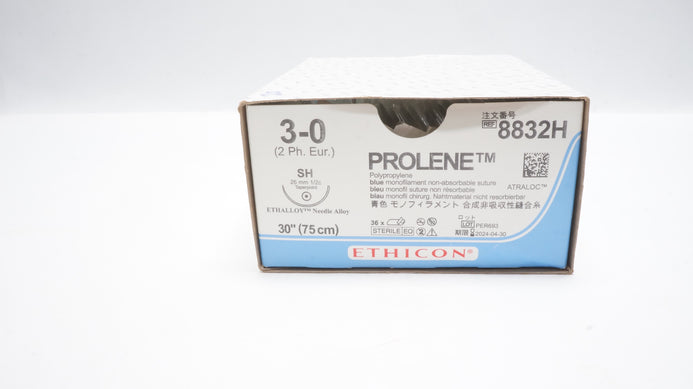 3-0
(2 Ph. Eur.)
SH
26 mm 1/2c
Taperpoint
ETHALLOY™ Needle Alloy
30" (75 cm)
PROLENE™
Polypropylene
blue monofilament non-absorbable suture
bleu monofil suture non résorbable
blau monofil chirurg. Nahtmaterial nicht resorbierbar
青色 モノフィラメント 合成非吸収性縫合糸
36 x
STERILE EO
注文番号
REF 8832H
ATRALOC™
ロット
LOT PER693
期限 2024-04-30
ETHICON®